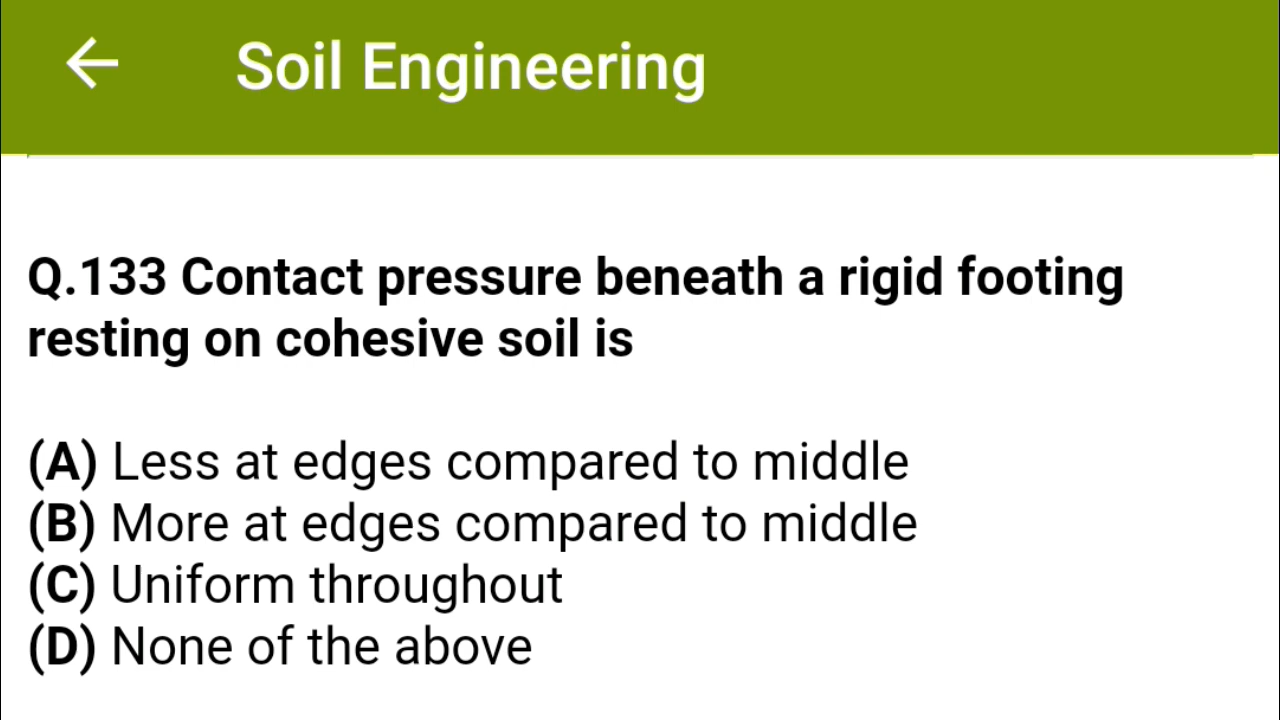 Soil Engineering
Q.133 Contact pressure beneath a rigid footing
resting on cohesive soil is
(A) Less at edges compared to middle
(B) More at edges compared to middle
(C) Uniform throughout
(D) None of the above